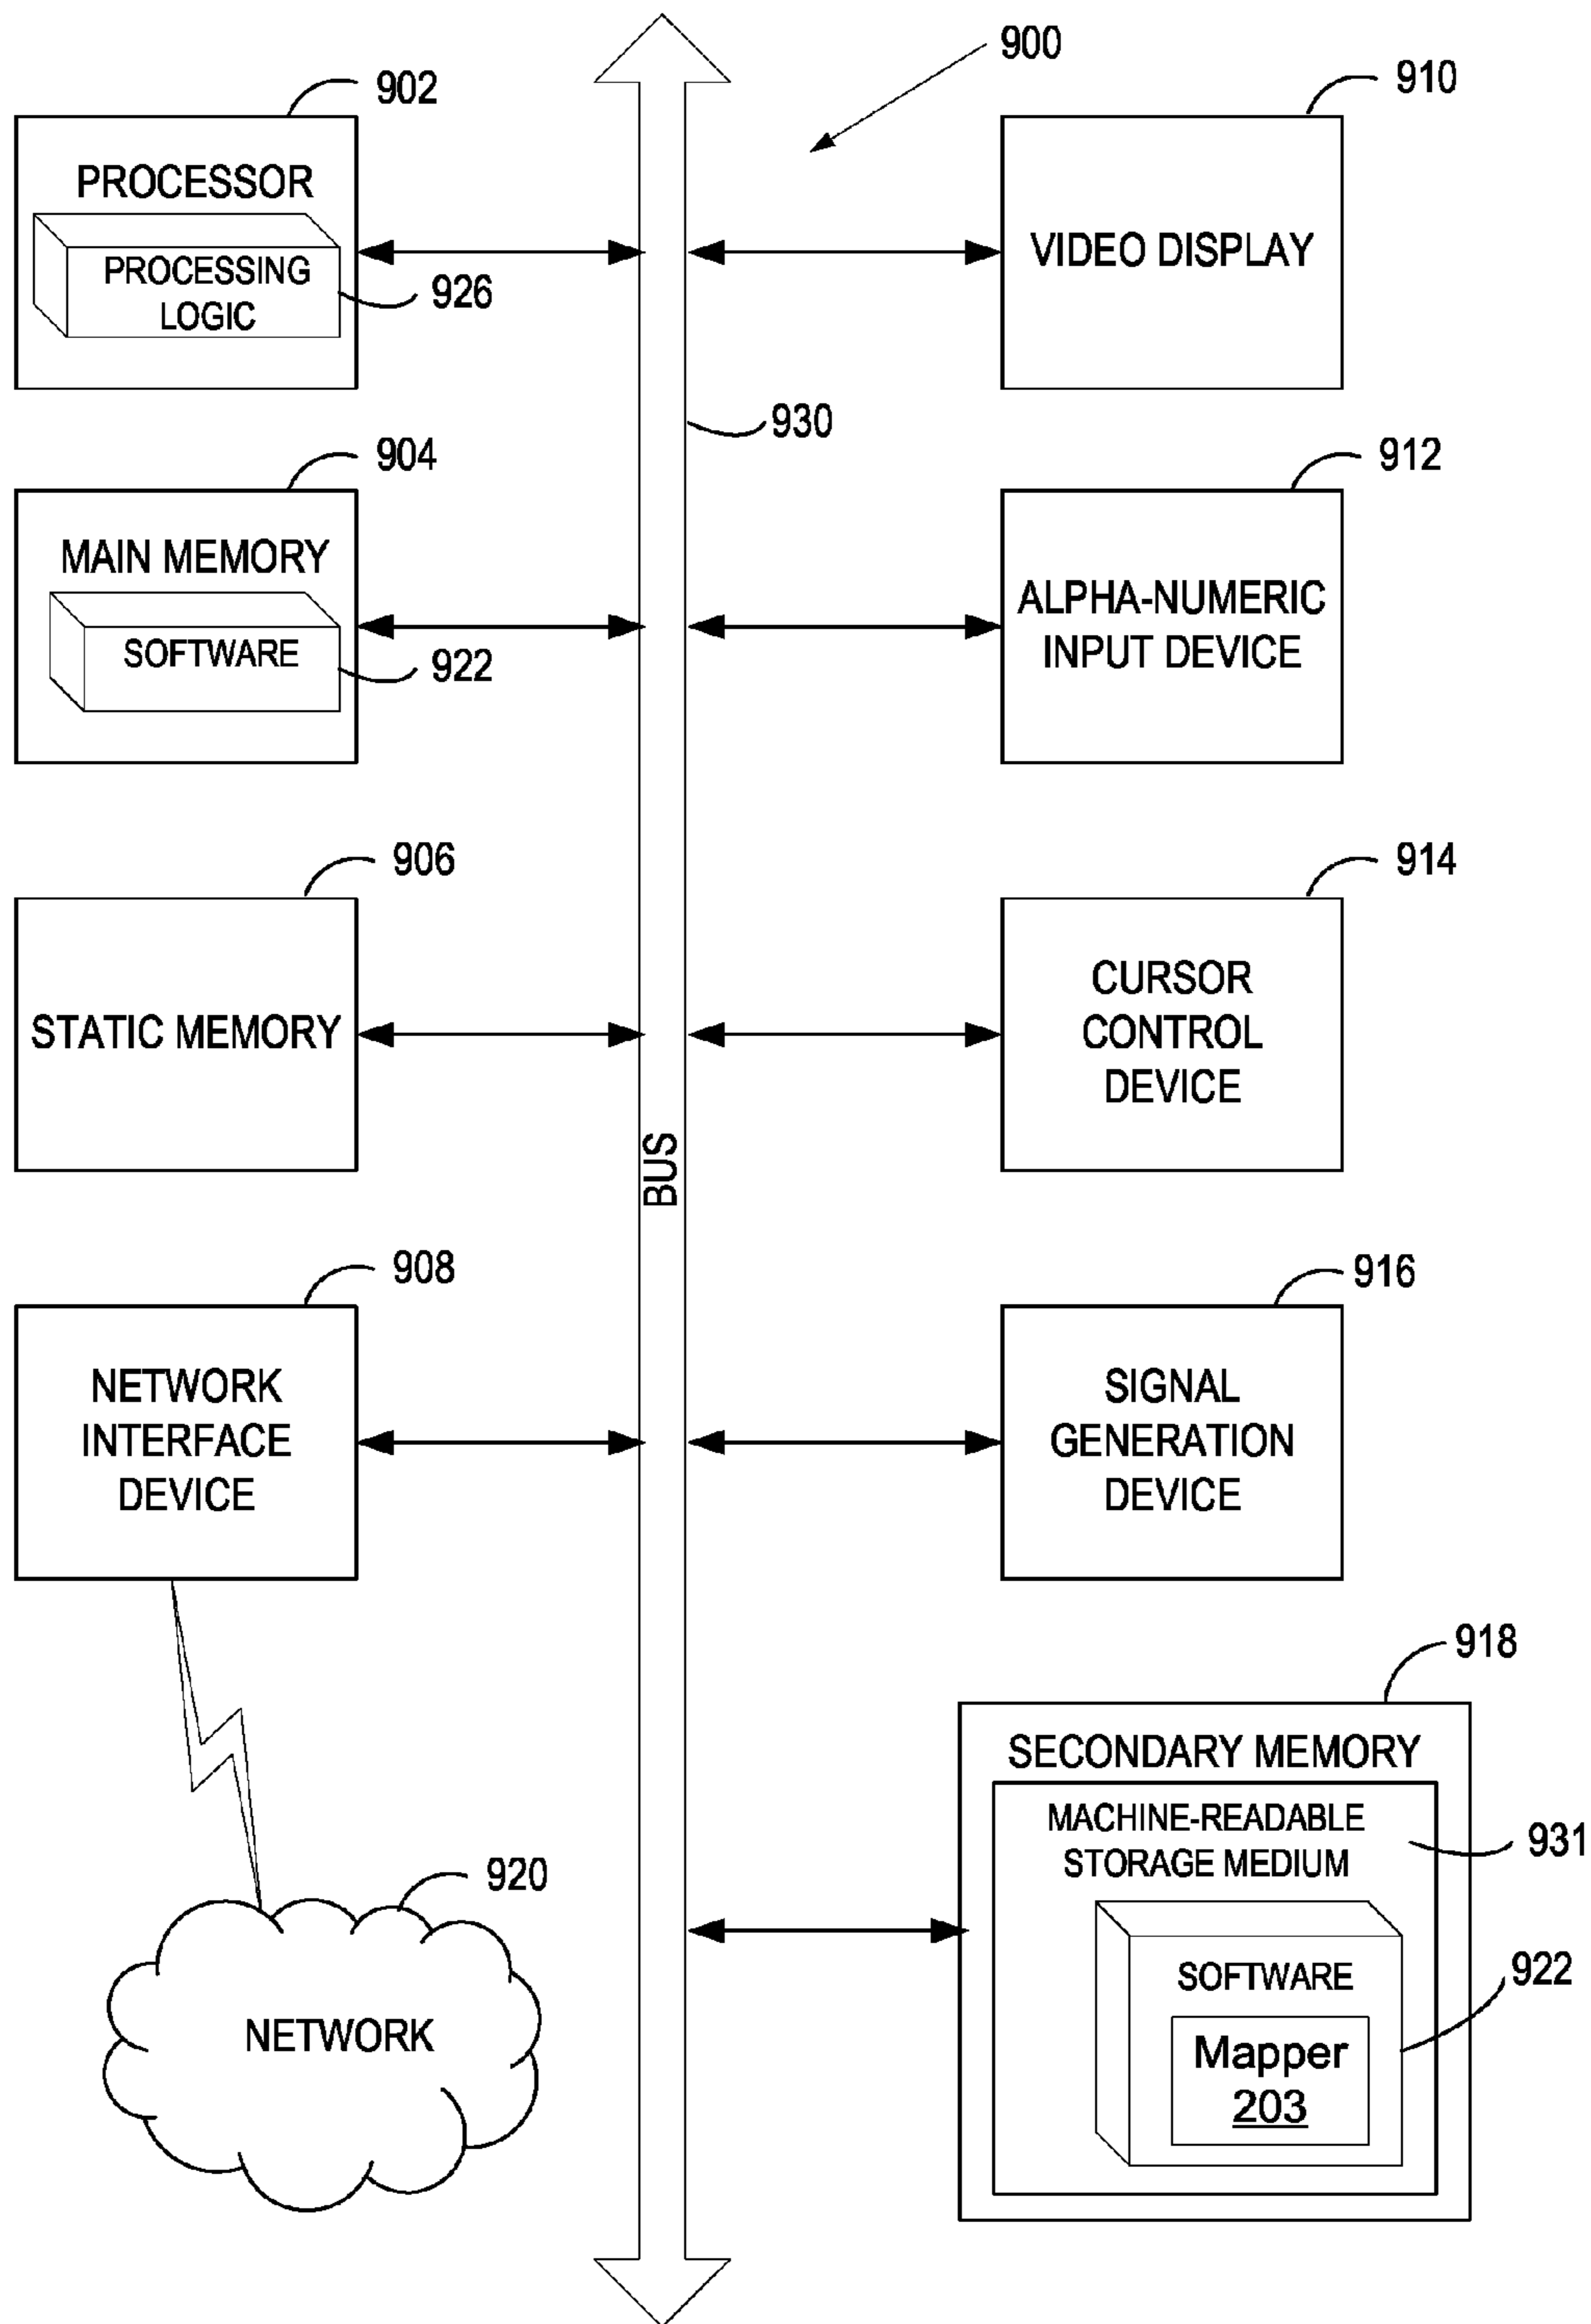 900
902
PROCESSOR
PROCESSING
LOGIC
926
910
VIDEO DISPLAY
930
904
MAIN MEMORY
SOFTWARE
922
912
ALPHA-NUMERIC
INPUT DEVICE
906
STATIC MEMORY
914
CURSOR
CONTROL
DEVICE
BUS
908
NETWORK
INTERFACE
DEVICE
916
SIGNAL
GENERATION
DEVICE
918
SECONDARY MEMORY
MACHINE-READABLE
STORAGE MEDIUM
931
SOFTWARE
922
Mapper
203
920
NETWORK